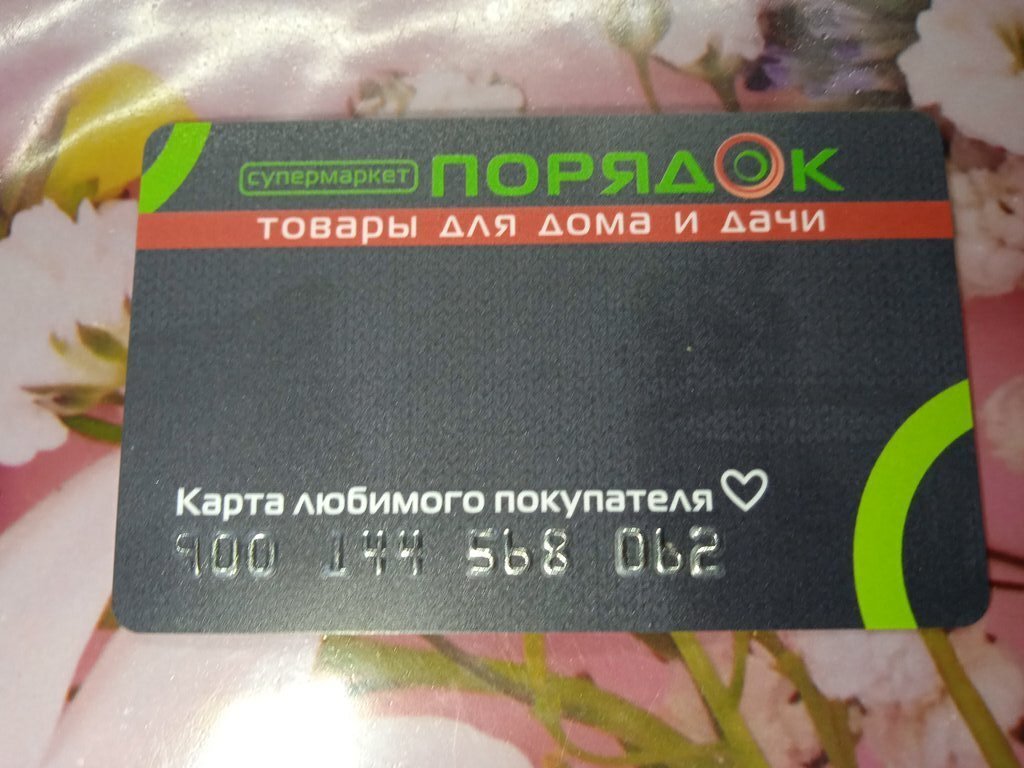 супермаркет ПОРЯДОК
товары для дома и дачи
Карта любимого покупателя
900 144 568 062